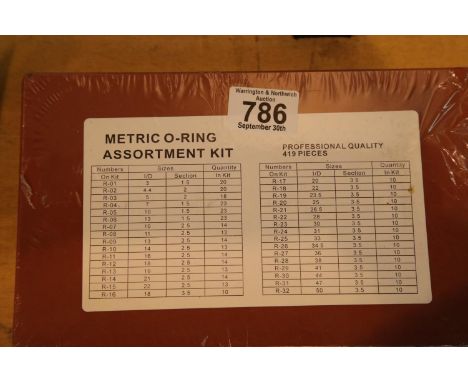 Warrington & Northwich
Auction
786
September 30th
METRIC O-RING
ASSORTMENT KIT
PROFESSIONAL QUALITY
419 PIECES
Numbers Sizes Quantity
On Kit I/D Section In Kit
R-01 3 1.5 20
R-02 4.4 2 20
R-03 5 2 18
R-04 7 1.5 23
R-05 10 1.5 23
R-06 13 1.5 23
R-07 10 2.5 14
R-08 11 2.5 13
R-09 13 2.5 14
R-10 14 2.5 13
R-11 16 2.5 14
R-12 18 2.5 13
R-13 19 2.5 13
R-14 21 2.5 14
R-15 22 2.5 13
R-16 18 3.5 10
Numbers Sizes Quantity
On Kit I/D Section In Kit
R-17 20 3.5 10
R-18 22 3.5 10
R-19 23.5 3.5 10
R-20 25 3.5 10
R-21 26.5 3.5 10
R-22 28 3.5 10
R-23 30 3.5 10
R-24 31 3.5 10
R-25 33 3.5 10
R-26 34.5 3.5 10
R-27 36 3.5 10
R-28 38 3.5 10
R-29 41 3.5 10
R-30 44 3.5 10
R-31 47 3.5 10
R-32 50 3.5 10